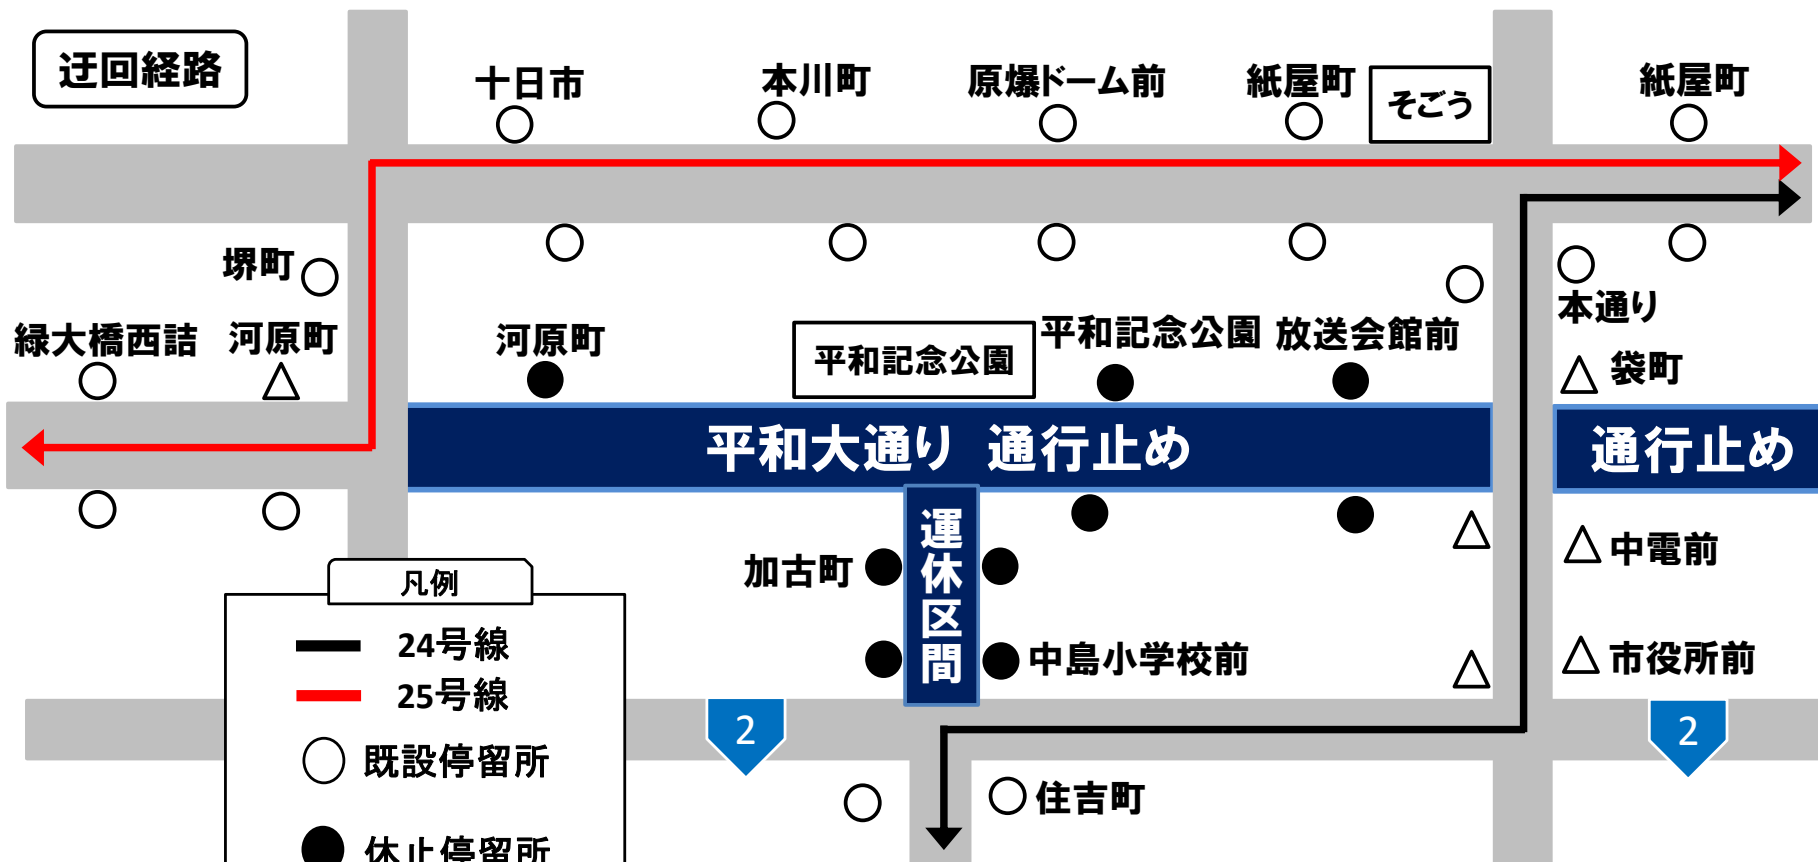 迂回経路
十日市
本川町
原爆ドーム前
紙屋町
そごう
紙屋町
堺町
本通り
緑大橋西詰
河原町
河原町
平和記念公園
平和記念公園
放送会館前
袋町
平和大通り 通行止め
通行止め
運休区間
加古町
中電前
凡例
24号線
中島小学校前
市役所前
25号線
2
2
既設停留所
住吉町
休止停留所